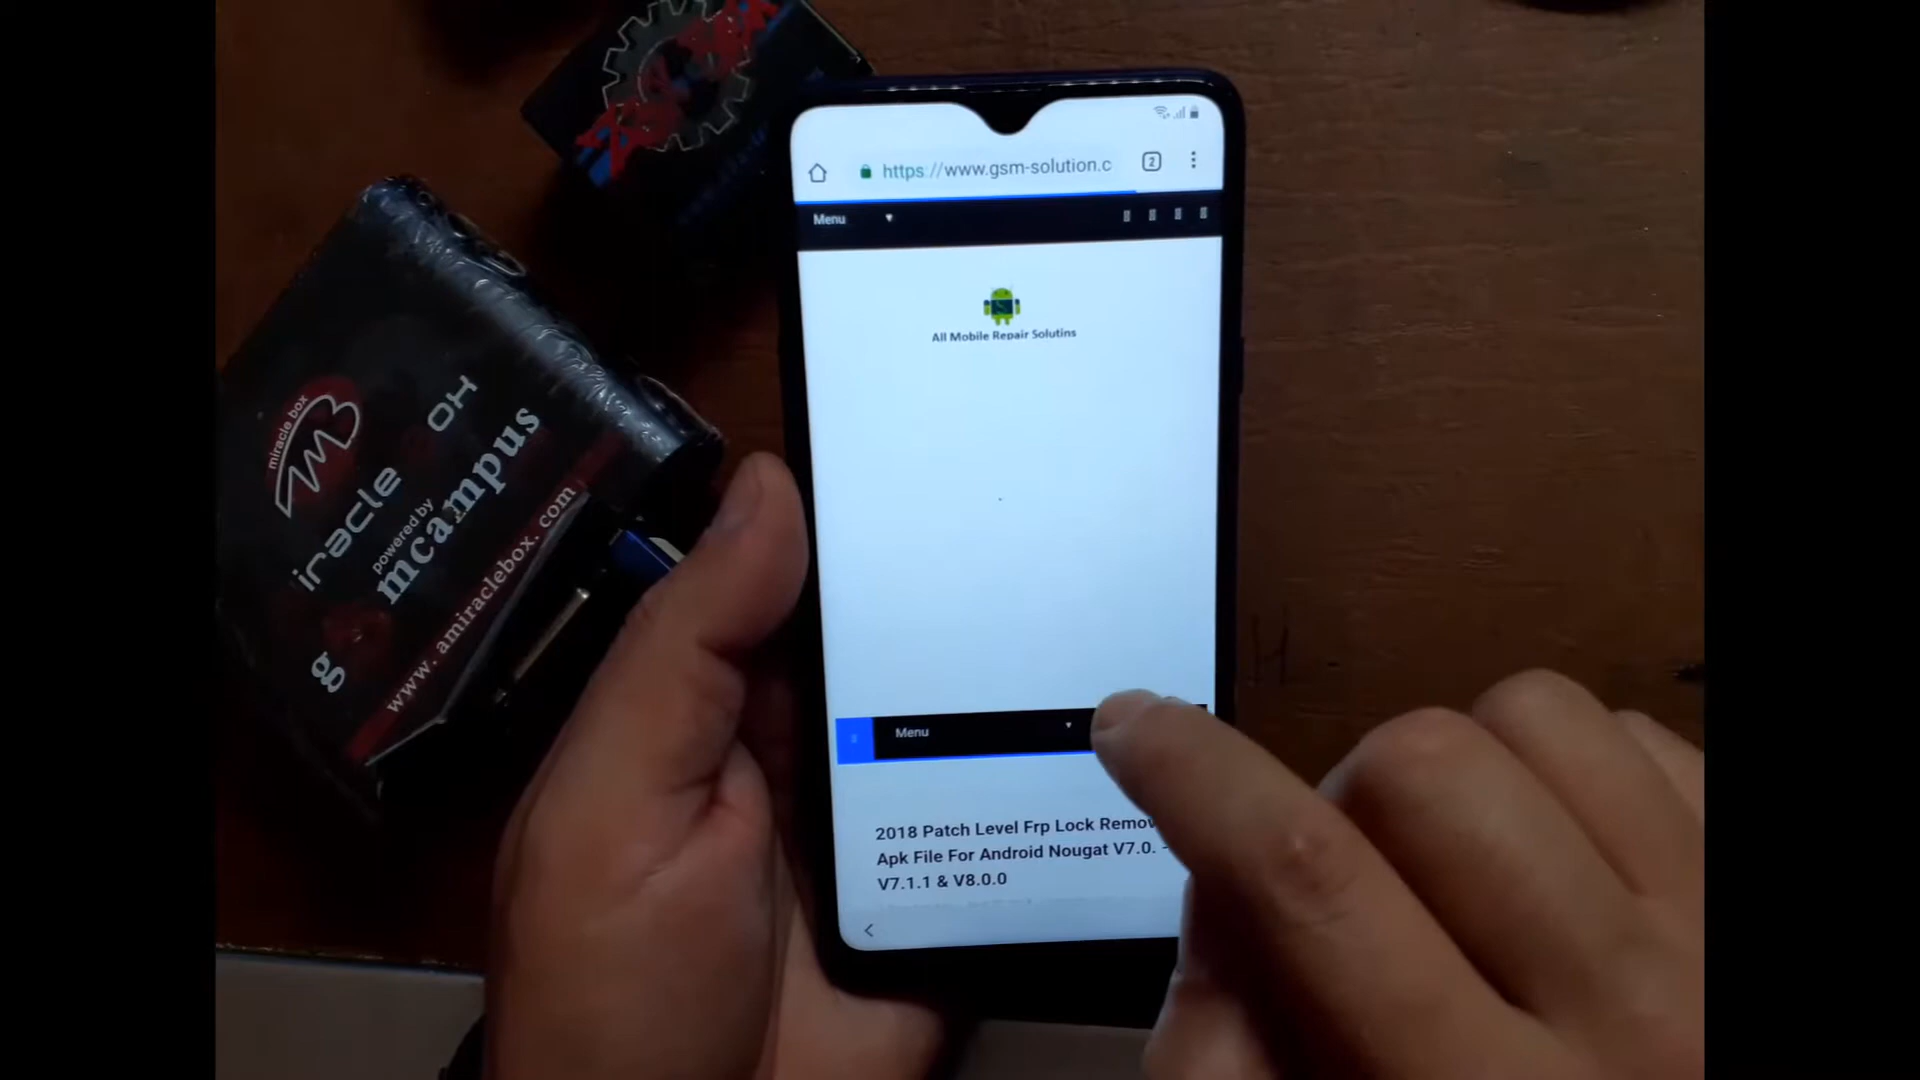 https://www.gsm-solution.c
2
Menu
All Mobile Repair Solutins
Menu
2018 Patch Level Frp Lock Remov
Apk File For Android Nougat V7.0. -
V7.1.1 & V8.0.0
miracle box
iracle
ox
powered by
mcampus
g
www.amiraclebox.com